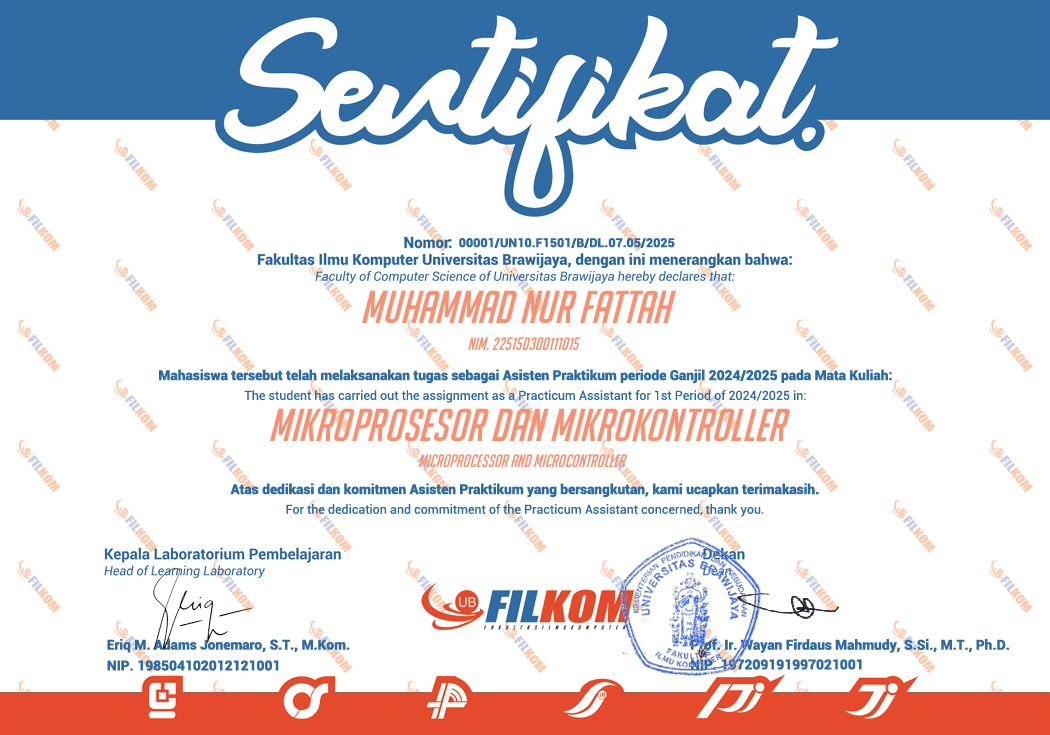 Sertifikat.
Nomor: 00001/UN10.F1501/B/DL.07.05/2025
Fakultas Ilmu Komputer Universitas Brawijaya, dengan ini menerangkan bahwa:
Faculty of Computer Science of Universitas Brawijaya hereby declares that:
MUHAMMAD NUR FATTAH
NIM. 225150300111015
Mahasiswa tersebut telah melaksanakan tugas sebagai Asisten Praktikum periode Ganjil 2024/2025 pada Mata Kuliah:
The student has carried out the assignment as a Practicum Assistant for 1st Period of 2024/2025 in:
MIKROPROSESOR DAN MIKROKONTROLLER
MICROPROCESSOR AND MICROCONTROLLER
Atas dedikasi dan komitmen Asisten Praktikum yang bersangkutan, kami ucapkan terimakasih.
For the dedication and commitment of the Practicum Assistant concerned, thank you.
Kepala Laboratorium Pembelajaran
Head of Learning Laboratory
Eriq M. Adams Jonemaro, S.T., M.Kom.
NIP. 198504102012121001
UB FILKOM
FAKULTAS ILMU KOMPUTER
Dekan
Dean
UNIVERSITAS BRAWIJAYA
FAKULTAS
ILMU KOMPUTER
Prof. Ir. Wayan Firdaus Mahmudy, S.Si., M.T., Ph.D.
NIP. 197209191997021001